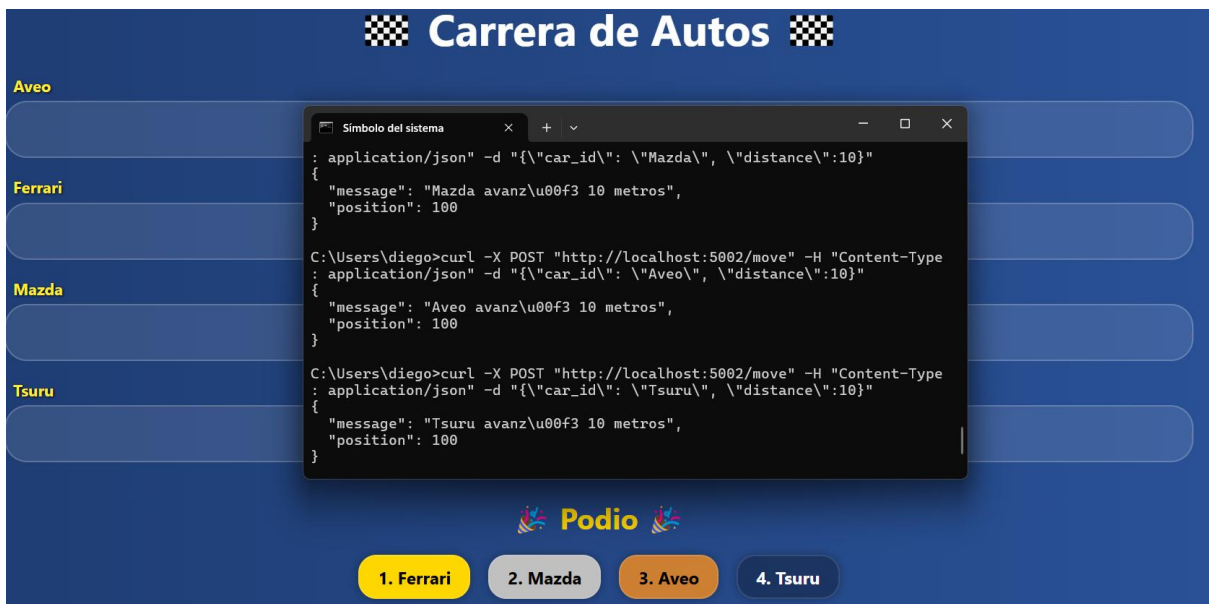 🏁 Carrera de Autos 🏁
Aveo
Ferrari
Mazda
Tsuru
Símbolo del sistema
: application/json" -d "{\"car_id\": \"Mazda\", \"distance\":10}"
{
  "message": "Mazda avanz\u00f3 10 metros",
  "position": 100
}
C:\Users\diego>curl -X POST "http://localhost:5002/move" -H "Content-Type
: application/json" -d "{\"car_id\": \"Aveo\", \"distance\":10}"
{
  "message": "Aveo avanz\u00f3 10 metros",
  "position": 100
}
C:\Users\diego>curl -X POST "http://localhost:5002/move" -H "Content-Type
: application/json" -d "{\"car_id\": \"Tsuru\", \"distance\":10}"
{
  "message": "Tsuru avanz\u00f3 10 metros",
  "position": 100
}
🎉 Podio 🎉
1. Ferrari
2. Mazda
3. Aveo
4. Tsuru